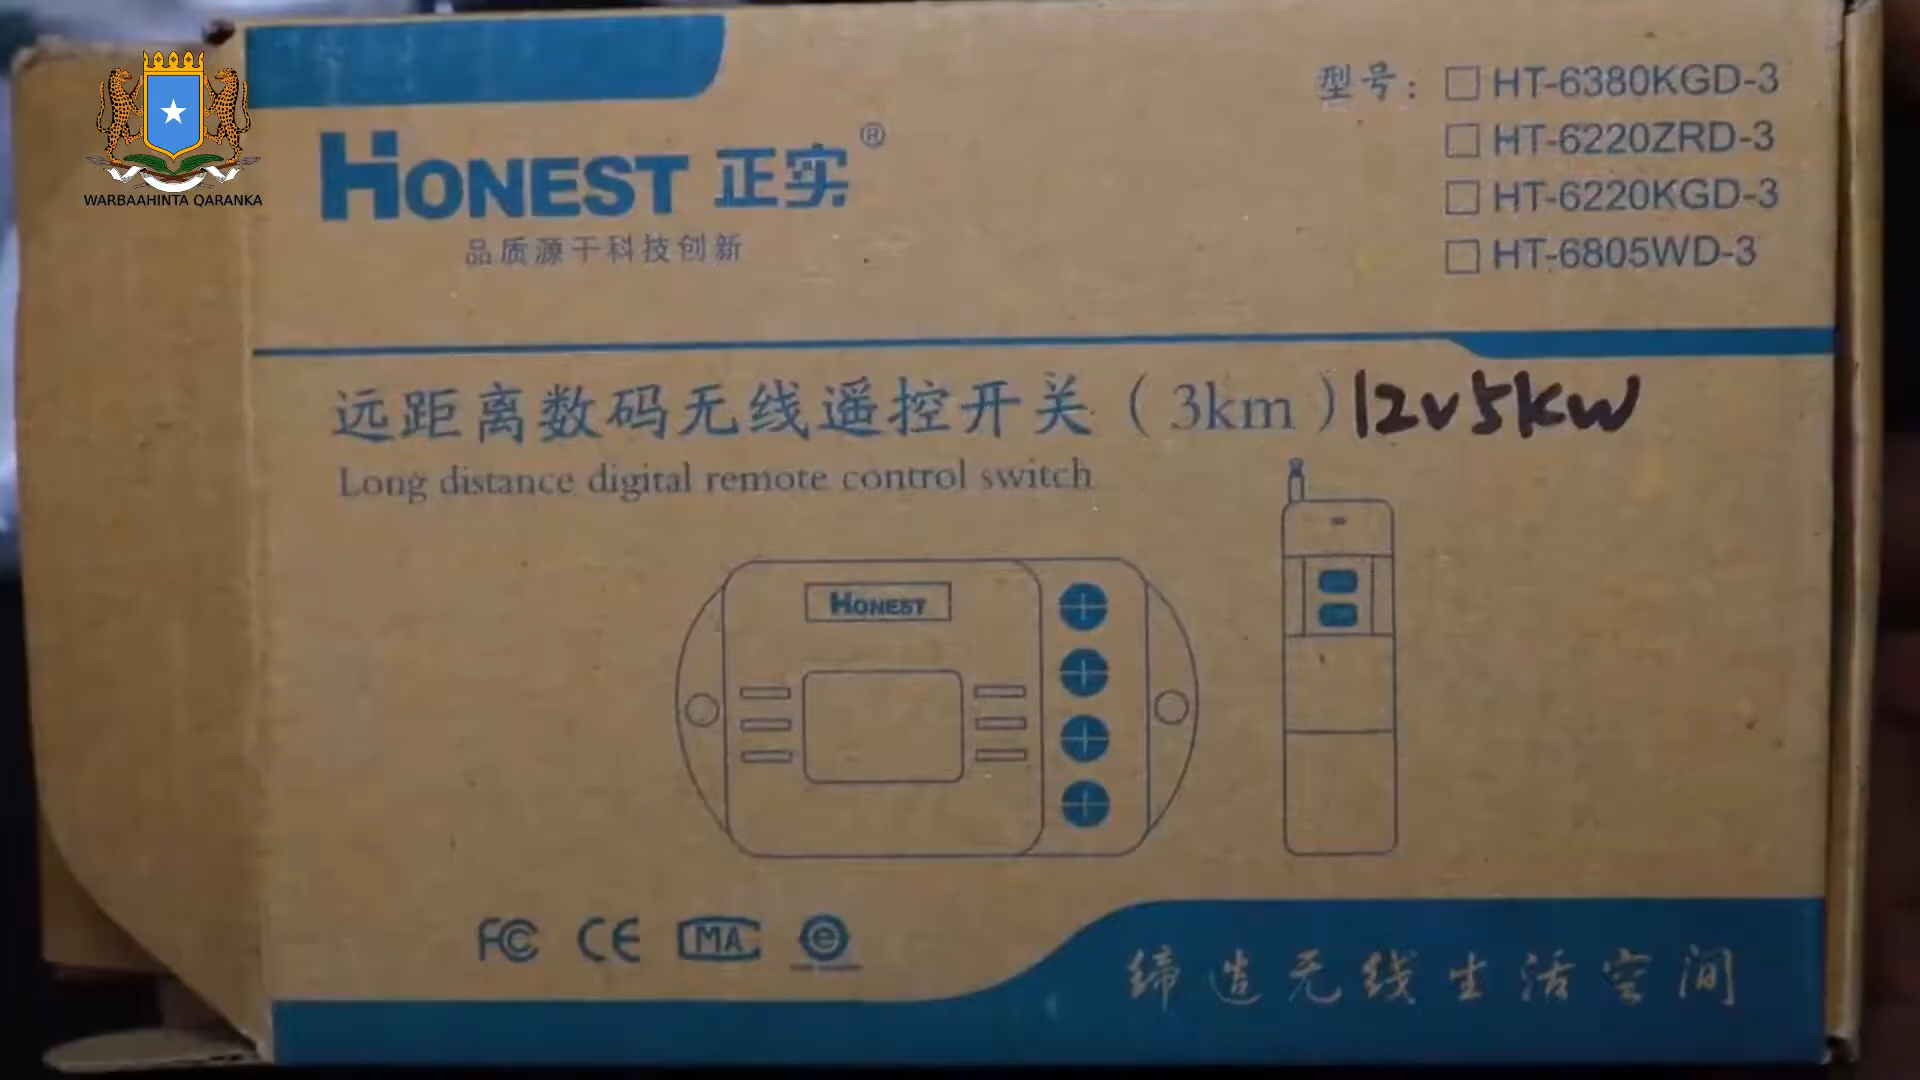 WARBAAHINTA QARANKA
HONEST 正实®
品质源于科技创新
型号: □ HT-6380KGD-3
□ HT-6220ZRD-3
□ HT-6220KGD-3
□ HT-6805WD-3
远距离数码无线遥控开关(3km) 12V5KW
Long distance digital remote control switch
HONEST
FC CE MA e
缔造无线生活空间